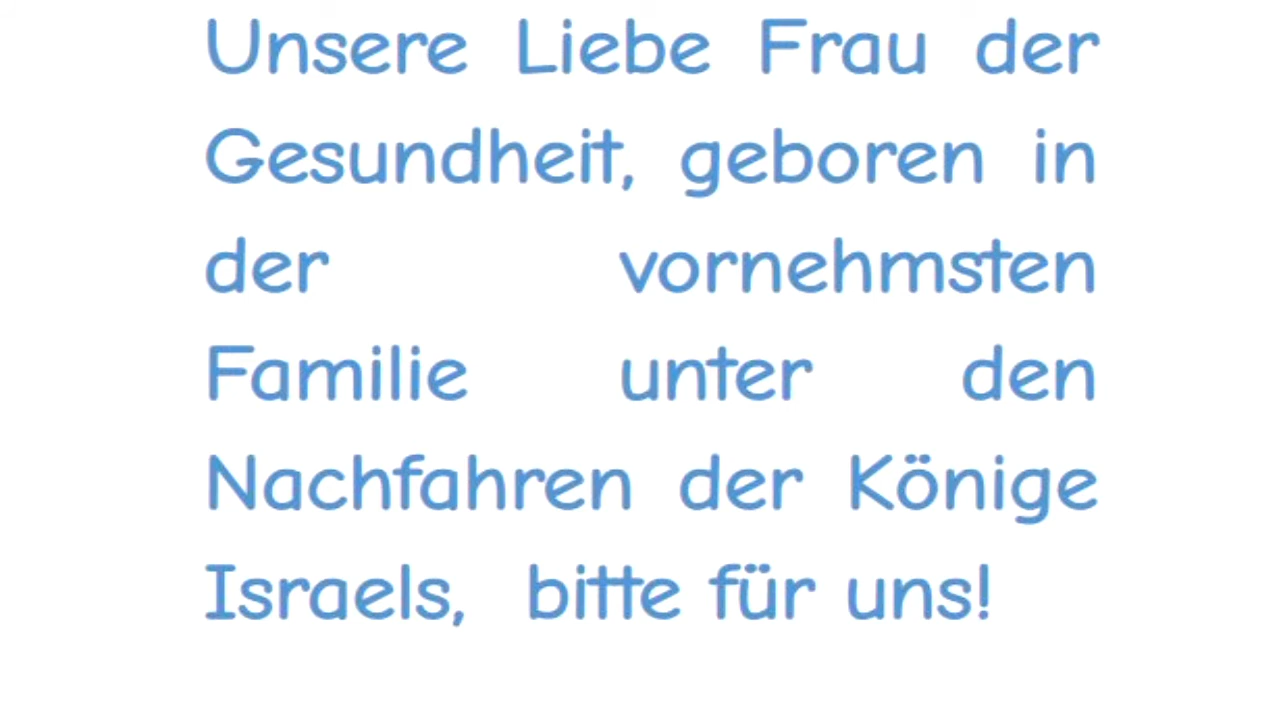 Unsere Liebe Frau der
Gesundheit, geboren in
der vornehmsten
Familie unter den
Nachfahren der Könige
Israels, bitte für uns!